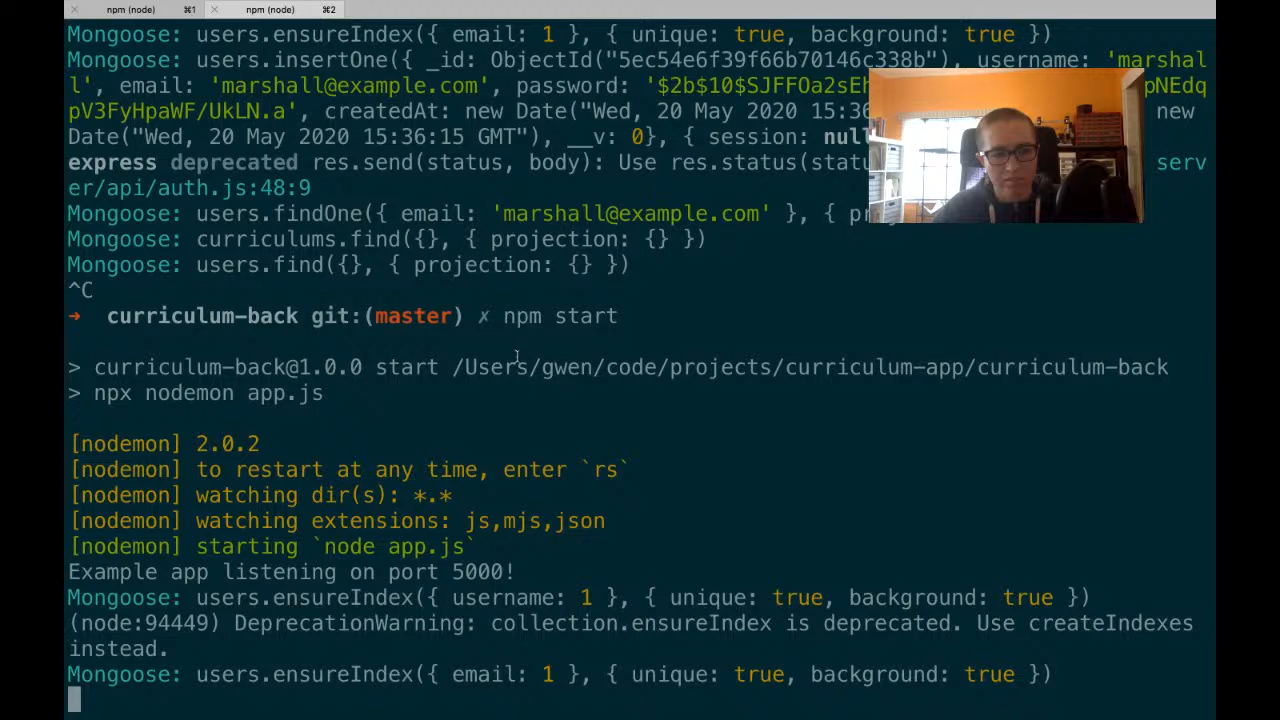 npm (node) ⌘1 npm (node) ⌘2
Mongoose: users.ensureIndex({ email: 1 }, { unique: true, background: true })
Mongoose: users.insertOne({ _id: ObjectId("5ec54e6f39f66b70146c338b"), username: 'marshal
l', email: 'marshall@example.com', password: '$2b$10$SJFFOa2sEh pNEdq
pV3FyHpaWF/UkLN.a', createdAt: new Date("Wed, 20 May 2020 15:36 new
Date("Wed, 20 May 2020 15:36:15 GMT"), __v: 0}, { session: null
express deprecated res.send(status, body): Use res.status(statu serv
er/api/auth.js:48:9
Mongoose: users.findOne({ email: 'marshall@example.com' }, { pr
Mongoose: curriculums.find({}, { projection: {} })
Mongoose: users.find({}, { projection: {} })
^C
➜ curriculum-back git:(master) ✗ npm start
> curriculum-back@1.0.0 start /Users/gwen/code/projects/curriculum-app/curriculum-back
> npx nodemon app.js
[nodemon] 2.0.2
[nodemon] to restart at any time, enter `rs`
[nodemon] watching dir(s): *.*
[nodemon] watching extensions: js,mjs,json
[nodemon] starting `node app.js`
Example app listening on port 5000!
Mongoose: users.ensureIndex({ username: 1 }, { unique: true, background: true })
(node:94449) DeprecationWarning: collection.ensureIndex is deprecated. Use createIndexes
instead.
Mongoose: users.ensureIndex({ email: 1 }, { unique: true, background: true })